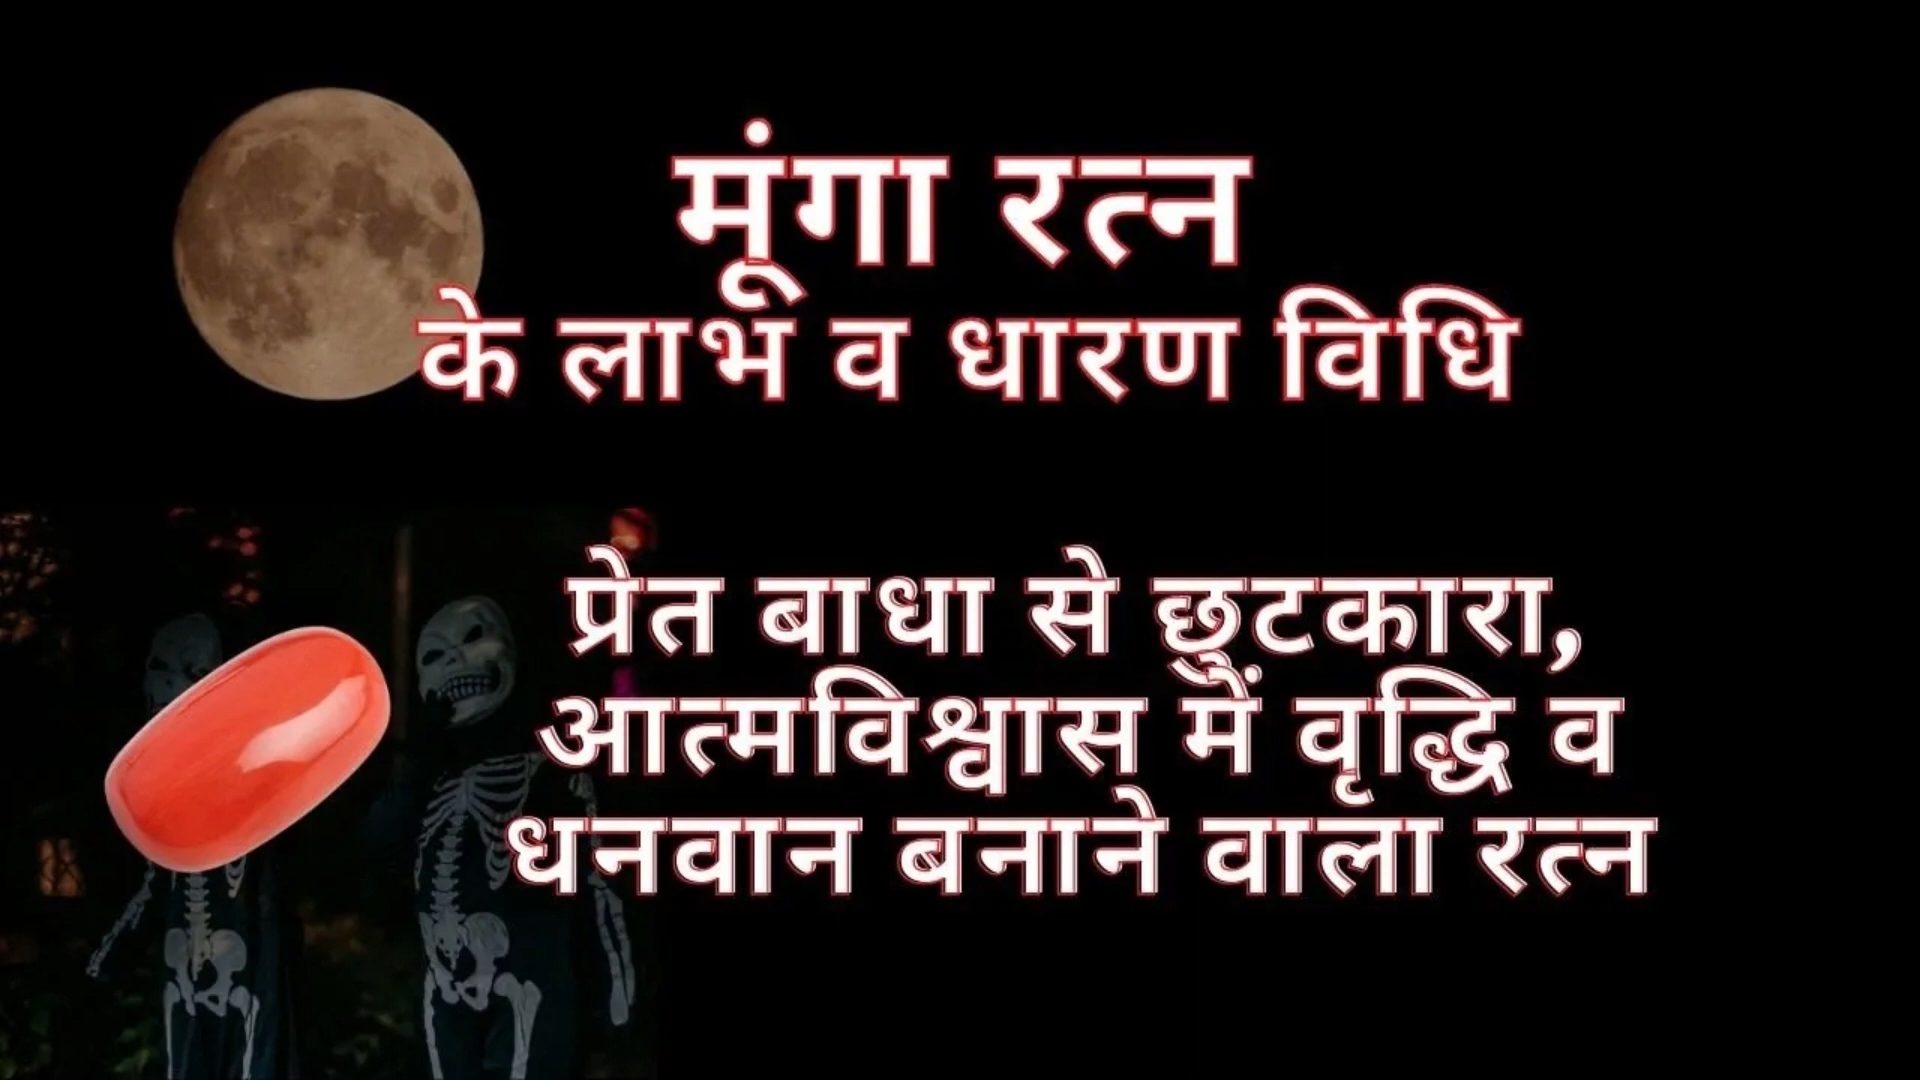 मूंगा रत्न
के लाभ व धारण विधि
प्रेत बाधा से छुटकारा,
आत्मविश्वास में वृद्धि व
धनवान बनाने वाला रत्न